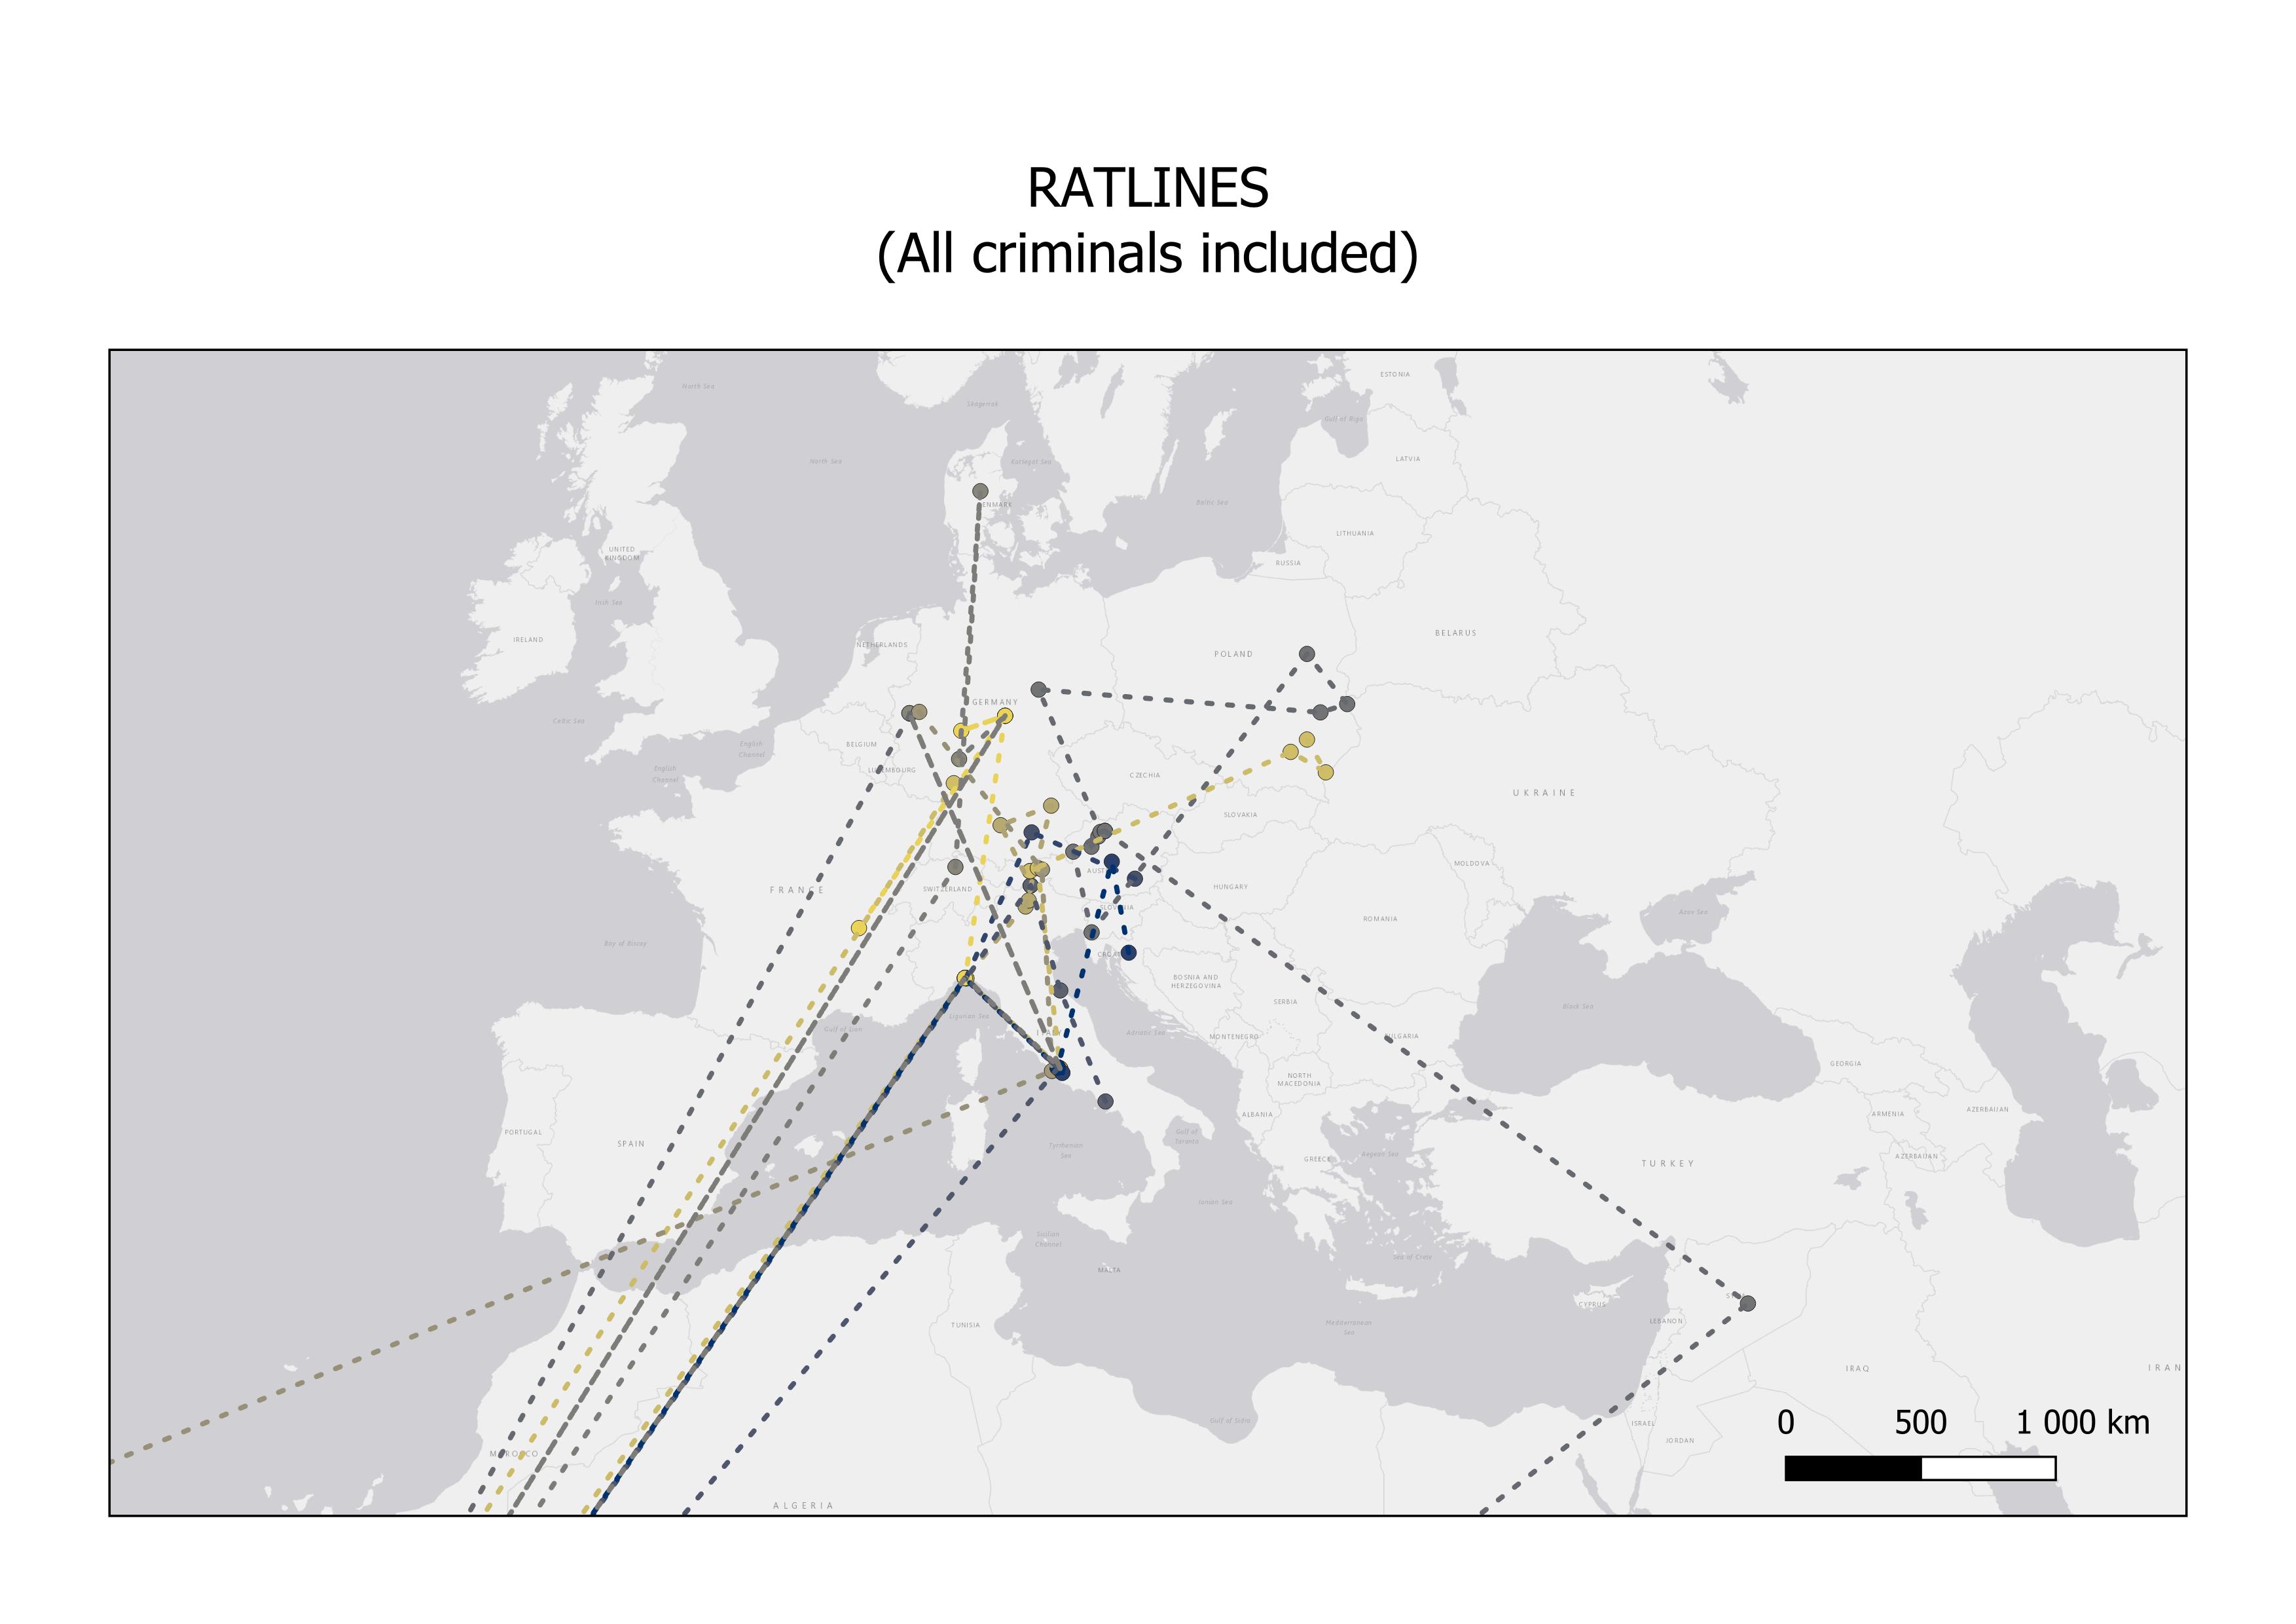 RATLINES
(All criminals included)
North Sea
ESTONIA
Skagerrak
Gulf of Riga
North Sea
Kattegat Sea
LATVIA
Baltic Sea
ENMARK
LITHUANIA
UNITED
KINGDOM
RUSSIA
Irish Sea
BELARUS
IRELAND
NETHERLANDS
POLAND
GERMANY
Celtic Sea
BELGIUM
English
Channel
LUXEMBOURG
English
Channel
CZECHIA
UKRAINE
SLOVAKIA
MOLDOVA
AUST
FRANCE
SWITZERLAND
HUNGARY
SLOVENIA
Azov Sea
ROMANIA
Bay of Biscay
CROA
BOSNIA AND
HERZEGOVINA
SERBIA
Black Sea
Ligurian Sea
Gulf of Lion
ITALY
Adriatic Sea
MONTENEGRO
BULGARIA
GEORGIA
NORTH
MACEDONIA
ALBANIA
ARMENIA
AZERBAIJAN
PORTUGAL
SPAIN
Gulf of
Taranto
Tyrrhenian
Sea
GREECE
Aegean Sea
TURKEY
AZERBAIJAN
Ionian Sea
Sicilian
Channel
Sea of Crete
MALTA
CYPRUS
SY
TUNISIA
Mediterranean
Sea
LEBANON
IRAQ
IRAN
Gulf of Sidra
ISRAEL
JORDAN
0 500 1 000 km
MOROCCO
ALGERIA